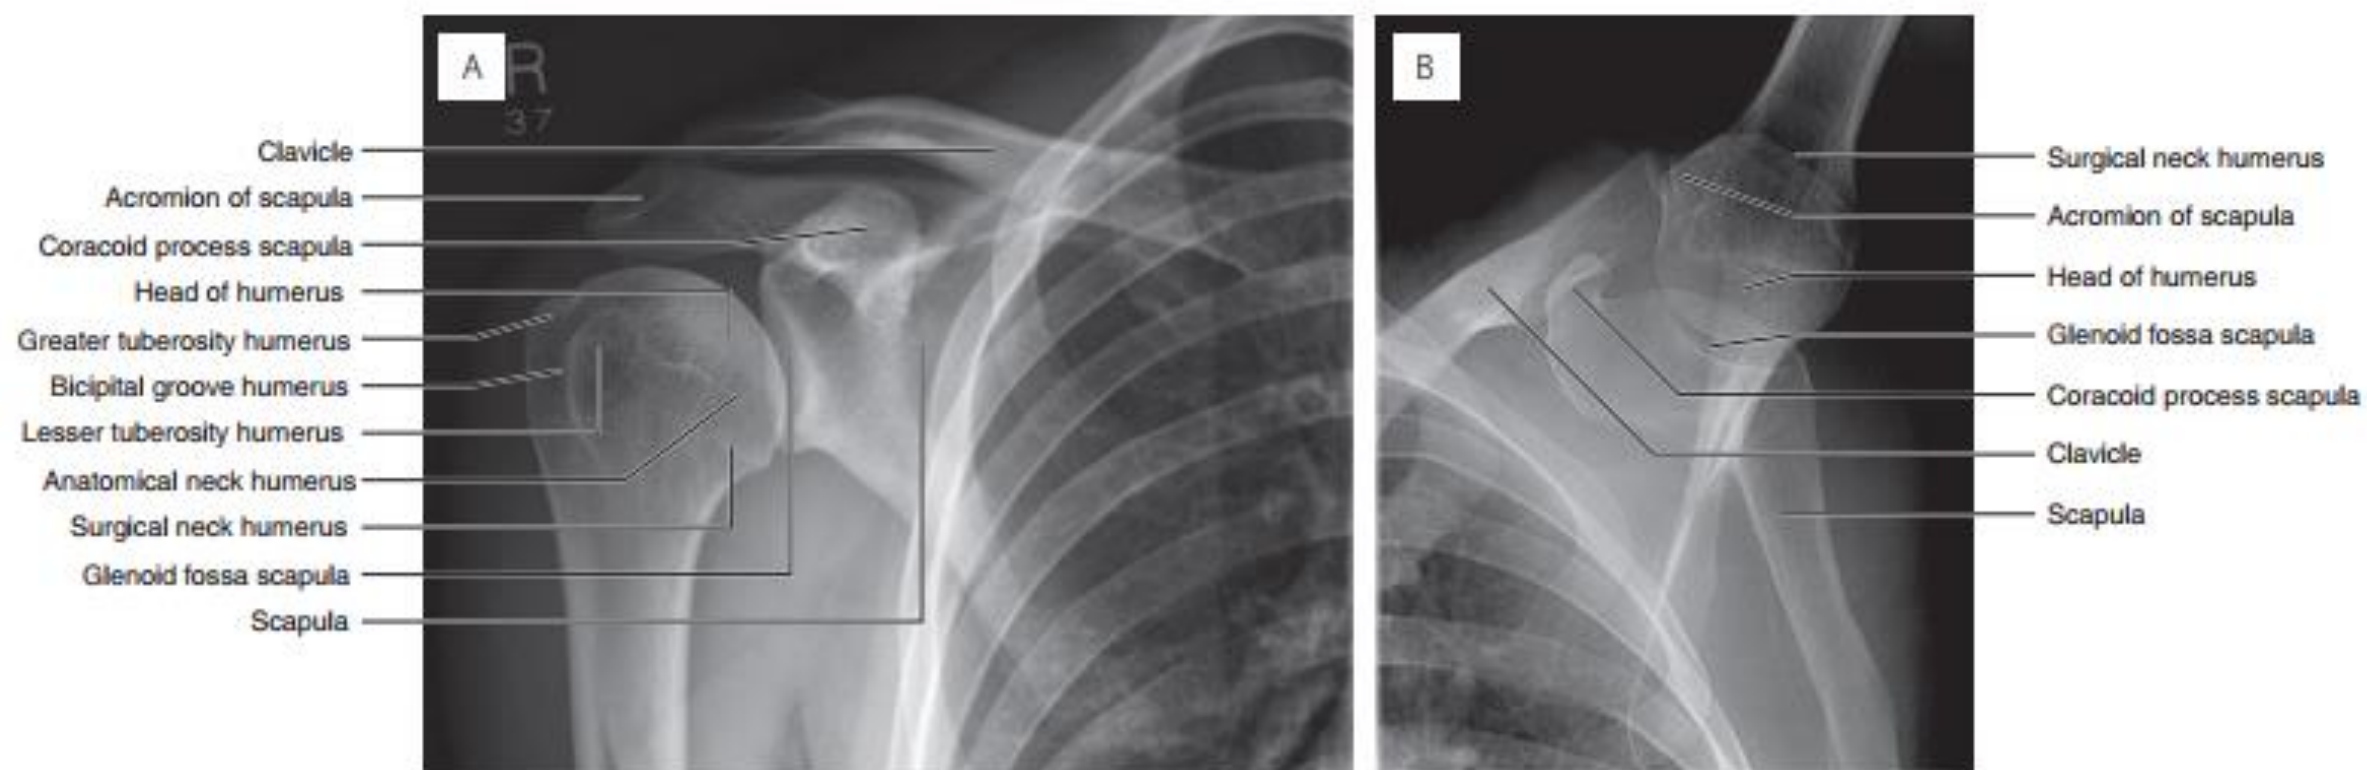 A
R
37
Clavicle
Acromion of scapula
Coracoid process scapula
Head of humerus
Greater tuberosity humerus
Bicipital groove humerus
Lesser tuberosity humerus
Anatomical neck humerus
Surgical neck humerus
Glenoid fossa scapula
Scapula
B
Surgical neck humerus
Acromion of scapula
Head of humerus
Glenoid fossa scapula
Coracoid process scapula
Clavicle
Scapula